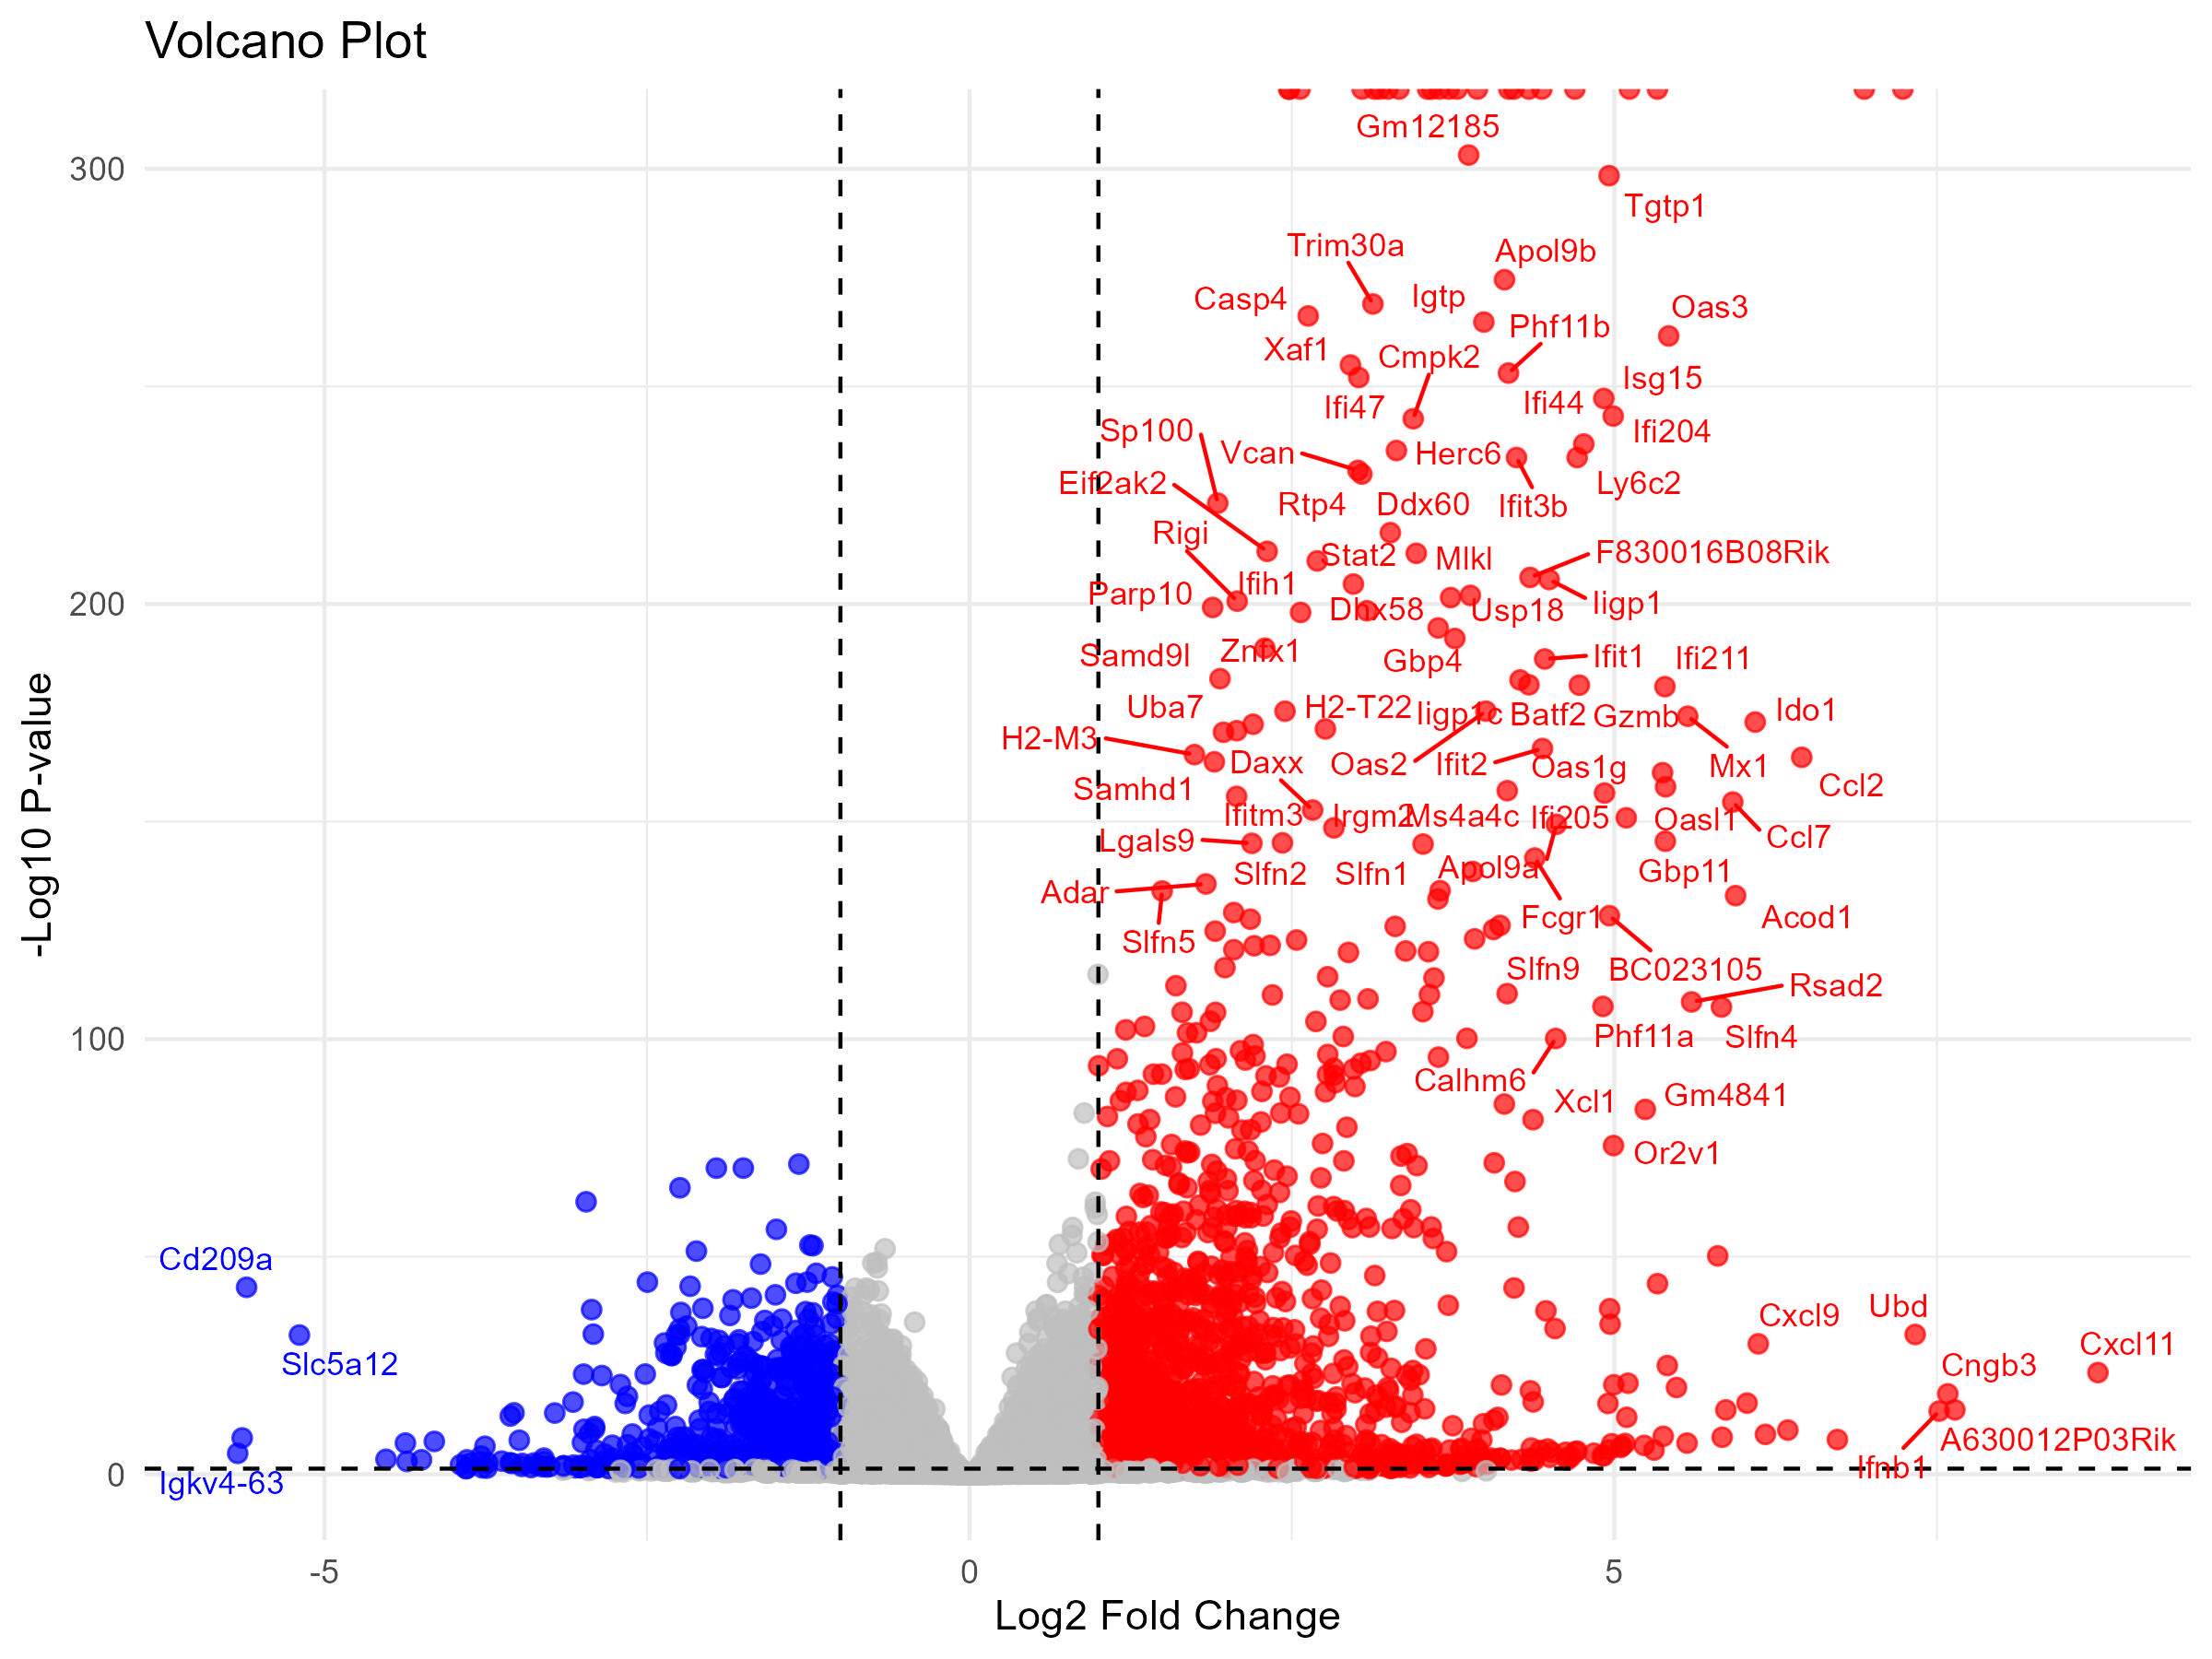 Volcano Plot
Gm12185
300
Tgtp1
Trim30a
Apol9b
Casp4
Igtp
Oas3
Phf11b
Xaf1
Cmpk2
Isg15
Ifi47
Ifi44
Sp100
Ifi204
Vcan
Herc6
Eif2ak2
Ly6c2
Rtp4
Ddx60
Ifit3b
Rigi
Stat2
Mlkl
F830016B08Rik
Ifih1
Parp10
200
Dhx58
Usp18
Iigp1
Samd9l
Znfx1
Gbp4
Ifit1
Ifi211
Uba7
H2-T22
Iigp1c
Batf2
Gzmb
Ido1
H2-M3
Daxx
Oas2
Ifit2
Oas1g
Mx1
Samhd1
Ccl2
Ifitm3
Irgm2
Ms4a4c
Ifi205
Oasl1
Lgals9
Ccl7
Slfn2
Slfn1
Apol9a
Gbp11
Adar
Fcgr1
Acod1
Slfn5
Slfn9
BC023105
Rsad2
100
Phf11a
Slfn4
Calhm6
Xcl1
Gm4841
Or2v1
Cd209a
Cxcl9
Ubd
Slc5a12
Cxcl11
Cngb3
A630012P03Rik
Ifnb1
0
Igkv4-63
-5
0
5
Log2 Fold Change
-Log10 P-value